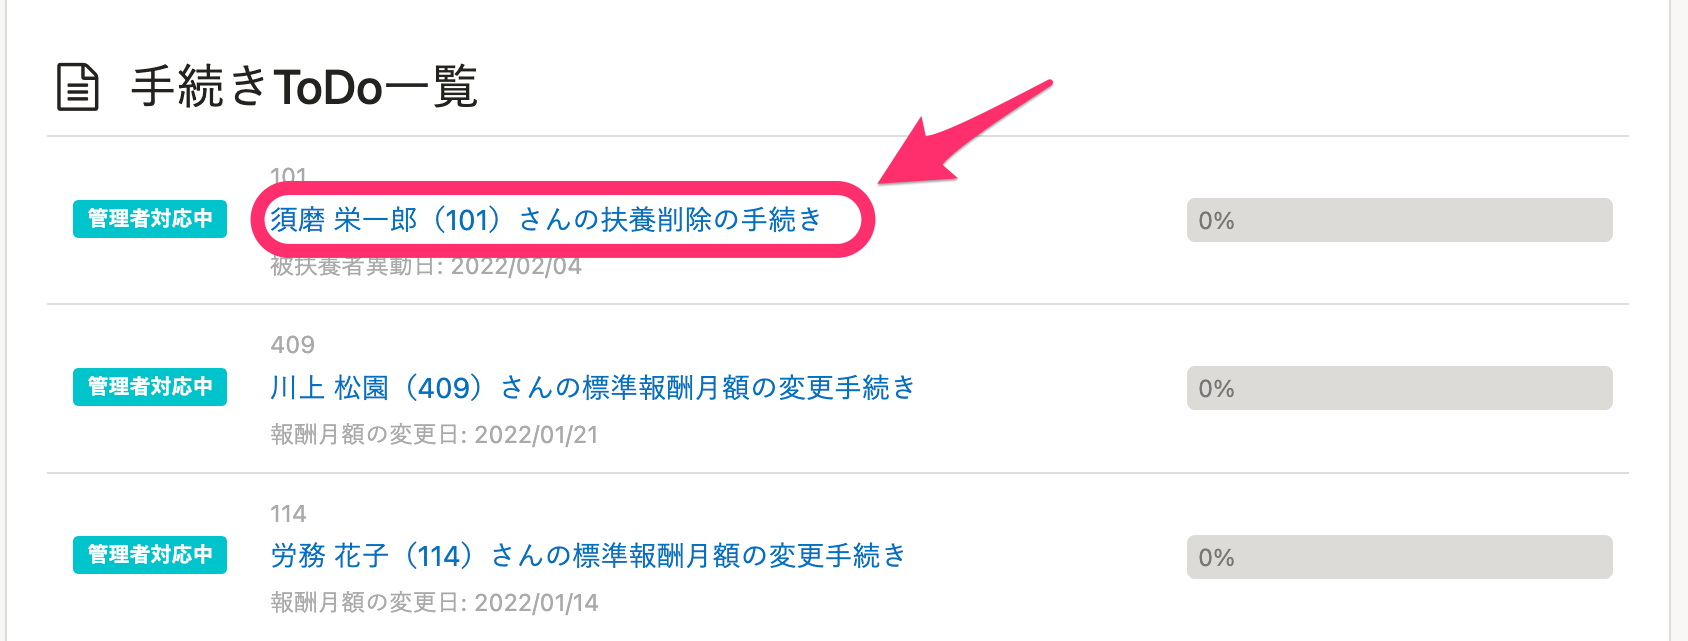 手続きToDo一覧
101
管理者対応中
須磨 栄一郎（101）さんの扶養削除の手続き
0%
被扶養者異動日: 2022/02/04
409
管理者対応中
川上 松園（409）さんの標準報酬月額の変更手続き
0%
報酬月額の変更日: 2022/01/21
114
管理者対応中
労務 花子（114）さんの標準報酬月額の変更手続き
0%
報酬月額の変更日: 2022/01/14